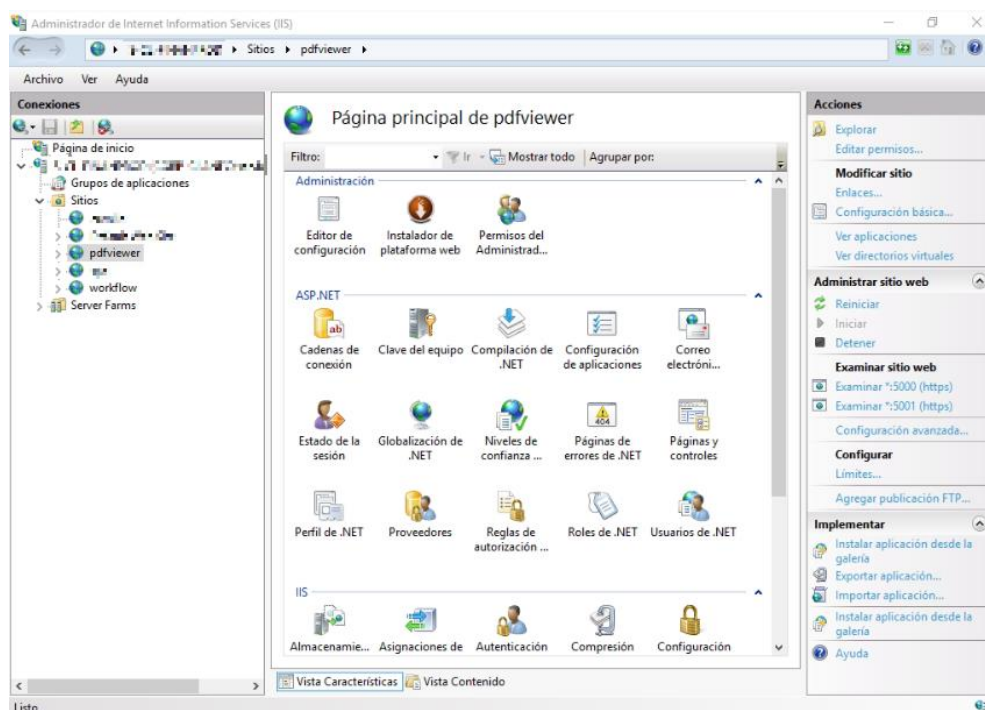 Administrador de Internet Information Services (IIS)
Sitios
pdfviewer
Archivo Ver Ayuda
Conexiones
Página de inicio
Grupos de aplicaciones
Sitios
pdfviewer
workflow
Server Farms
Página principal de pdfviewer
Filtro: Ir Mostrar todo Agrupar por:
Administración
Editor de
configuración
Instalador de
plataforma web
Permisos del
Administrad...
ASP.NET
Cadenas de
conexión
Clave del equipo
Compilación de
.NET
Configuración
de aplicaciones
Correo
electróni...
Estado de la
sesión
Globalización de
.NET
Niveles de
confianza ...
Páginas de
errores de .NET
Páginas y
controles
Perfil de .NET
Proveedores
Reglas de
autorización ...
Roles de .NET
Usuarios de .NET
IIS
Almacenamie...
Asignaciones de
Autenticación
Compresión
Configuración
Vista Características Vista Contenido
Acciones
Explorar
Editar permisos...
Modificar sitio
Enlaces...
Configuración básica...
Ver aplicaciones
Ver directorios virtuales
Administrar sitio web
Reiniciar
Iniciar
Detener
Examinar sitio web
Examinar *:5000 (https)
Examinar *:5001 (https)
Configuración avanzada...
Configurar
Límites...
Agregar publicación FTP...
Implementar
Instalar aplicación desde la
galería
Exportar aplicación...
Importar aplicación...
Instalar aplicación desde la
galería
Ayuda
Listo